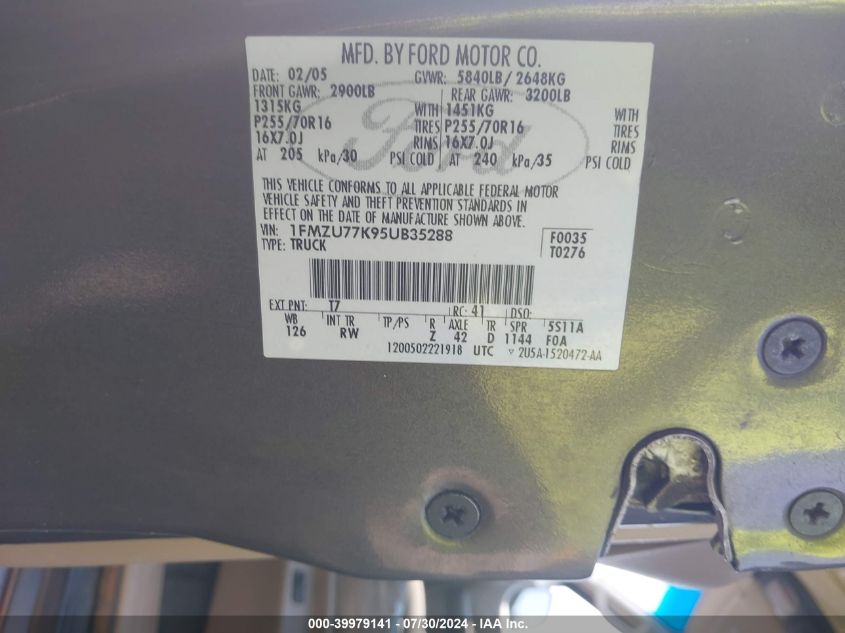 MFD. BY FORD MOTOR CO.
DATE: 02/05 GVWR: 5840LB/ 2648KG
FRONT GAWR: 2900LB REAR GAWR: 3200LB
1315KG WITH 1451KG WITH
P255/70R16 TIRES P255/70R16 TIRES
16X7.0J RIMS 16X7.0J RIMS
AT 205 kPa/30 PSI COLD AT 240 kPa/35 PSI COLD
Ford
THIS VEHICLE CONFORMS TO ALL APPLICABLE FEDERAL MOTOR
VEHICLE SAFETY AND THEFT PREVENTION STANDARDS IN
EFFECT ON THE DATE OF MANUFACTURE SHOWN ABOVE.
VIN: 1FMZU77K95UB35288 F0035
TYPE: TRUCK T0276
EXT PNT: T7 RC: 41 DSO:
WB INT TR TP/PS R AXLE TR SPR 5S11A
126 RW Z 42 D 1144 F0A
1200502221918 UTC ▽ 2U5A-1520472-AA
000-39979141 - 07/30/2024 - IAA Inc.